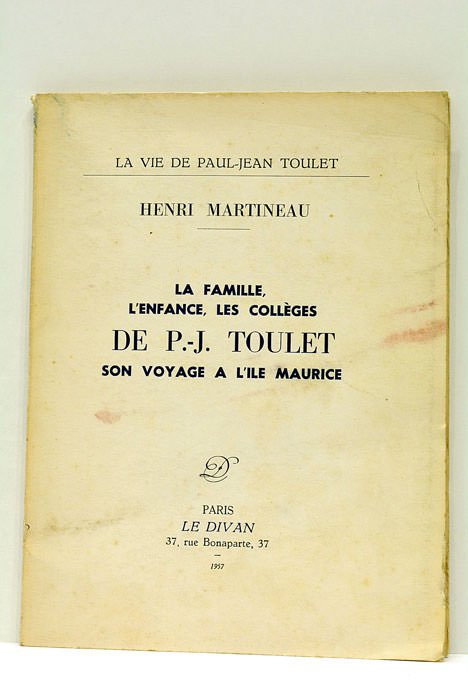 LA VIE DE PAUL-JEAN TOULET
HENRI MARTINEAU
LA FAMILLE,
L'ENFANCE, LES COLLÈGES
DE P.-J. TOULET
SON VOYAGE A L'ILE MAURICE
D
PARIS
LE DIVAN
37, rue Bonaparte, 37
1957